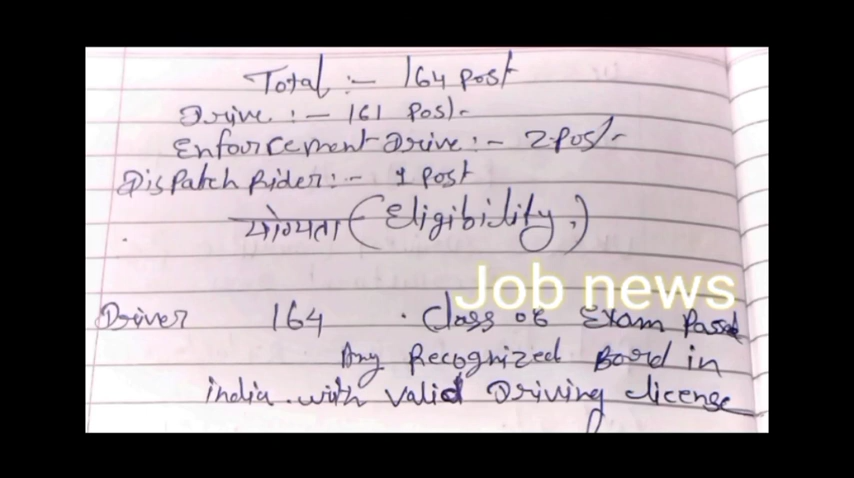 Total :- 164 post
Drive :- 161 Post-
Enforcement Drive :- 2 Post-
Dispatch Rider :- 1 Post
योग्यता (Eligibility.)
Job news
Driver 164 . Class 08 Exam Passed
Any Recognized Board in
india. with valid Driving license